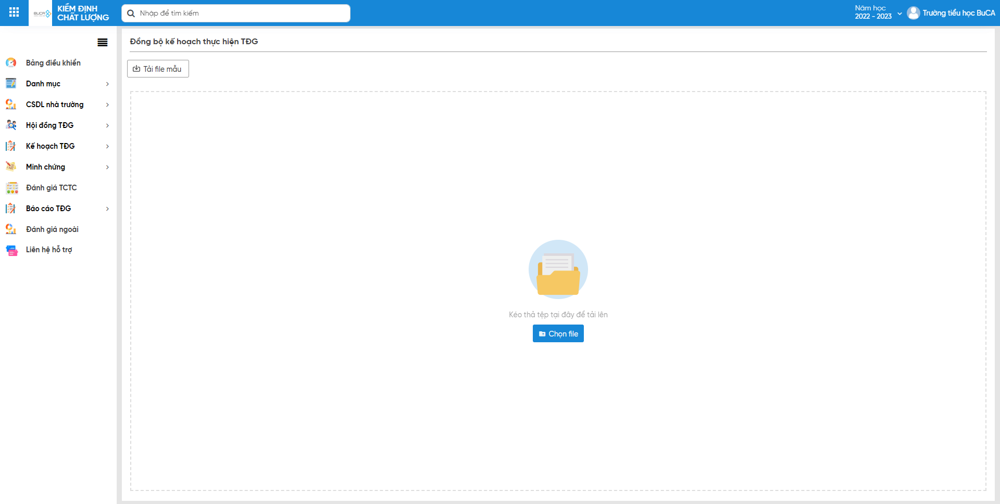 BUCA
KIỂM ĐỊNH
CHẤT LƯỢNG
Nhập để tìm kiếm
Năm học
2022 - 2023
Trường tiểu học BuCA
Bảng điều khiển
Danh mục
CSDL nhà trường
Hội đồng TĐG
Kế hoạch TĐG
Minh chứng
Đánh giá TCTC
Báo cáo TĐG
Đánh giá ngoài
Liên hệ hỗ trợ
Đồng bộ kế hoạch thực hiện TĐG
Tải file mẫu
Kéo thả tệp tại đây để tải lên
Chọn file